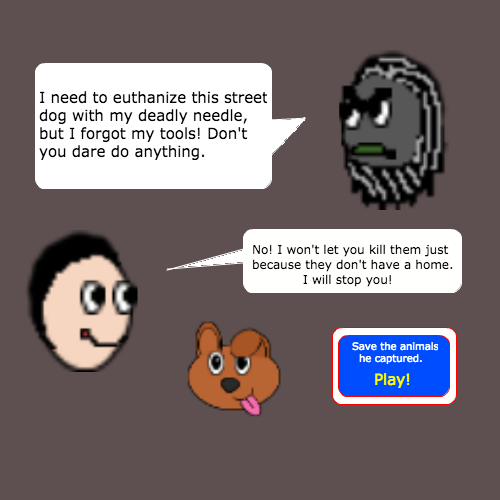 I need to euthanize this street
dog with my deadly needle,
but I forgot my tools! Don't
you dare do anything.
No! I won't let you kill them just
because they don't have a home.
I will stop you!
Save the animals
he captured.
Play!